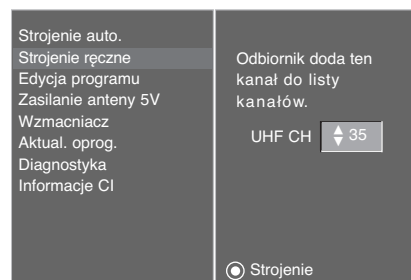 Strojenie auto.
Strojenie ręczne
Edycja programu
Zasilanie anteny 5V
Wzmacniacz
Aktual. oprog.
Diagnostyka
Informacje CI
Odbiornik doda ten
kanał do listy
kanałów.
UHF CH 35
Strojenie